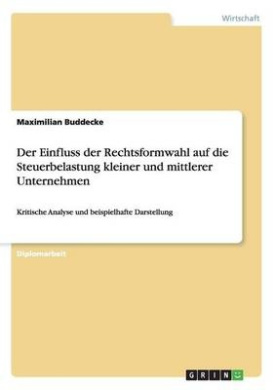 Wirtschaft
Maximilian Buddecke
Der Einfluss der Rechtsformwahl auf die
Steuerbelastung kleiner und mittlerer
Unternehmen
Kritische Analyse und beispielhafte Darstellung
Diplomarbeit
GRIN